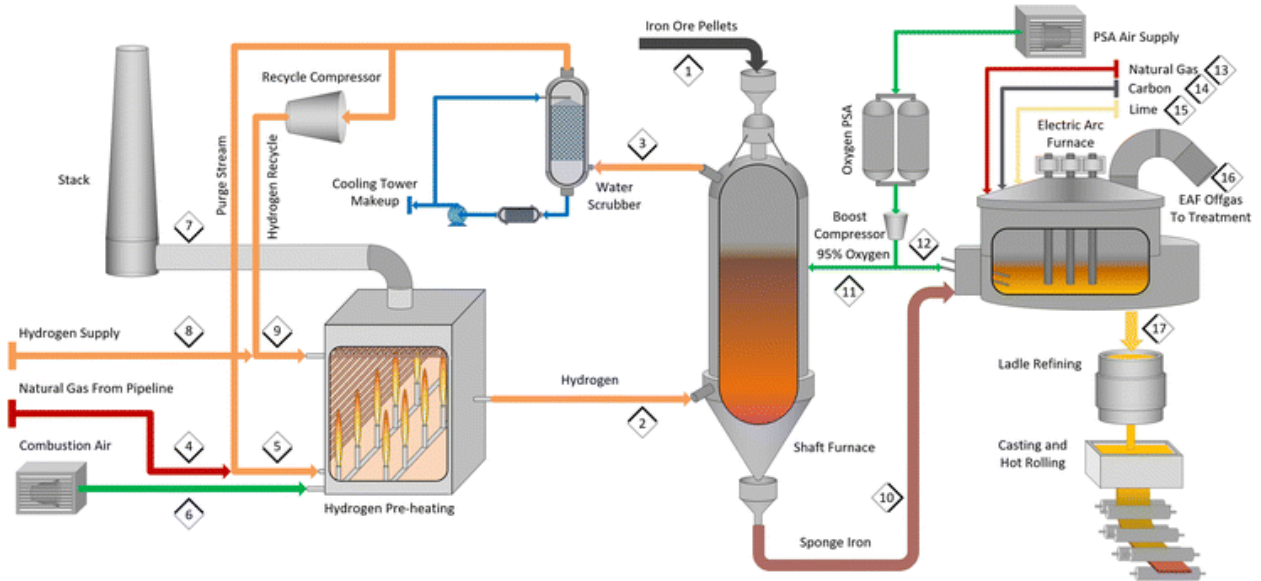 Iron Ore Pellets
1
PSA Air Supply
Natural Gas
13
Carbon
14
Lime
15
Electric Arc
Furnace
16
EAF Offgas
To Treatment
Oxygen PSA
Boost
Compressor
95% Oxygen
12
11
Recycle Compressor
Purge Stream
Hydrogen Recycle
Cooling Tower
Makeup
Water
Scrubber
3
Stack
7
Hydrogen Supply
8
9
Natural Gas From Pipeline
4
5
Combustion Air
6
Hydrogen Pre-heating
Hydrogen
2
Shaft Furnace
10
Sponge Iron
17
Ladle Refining
Casting and
Hot Rolling